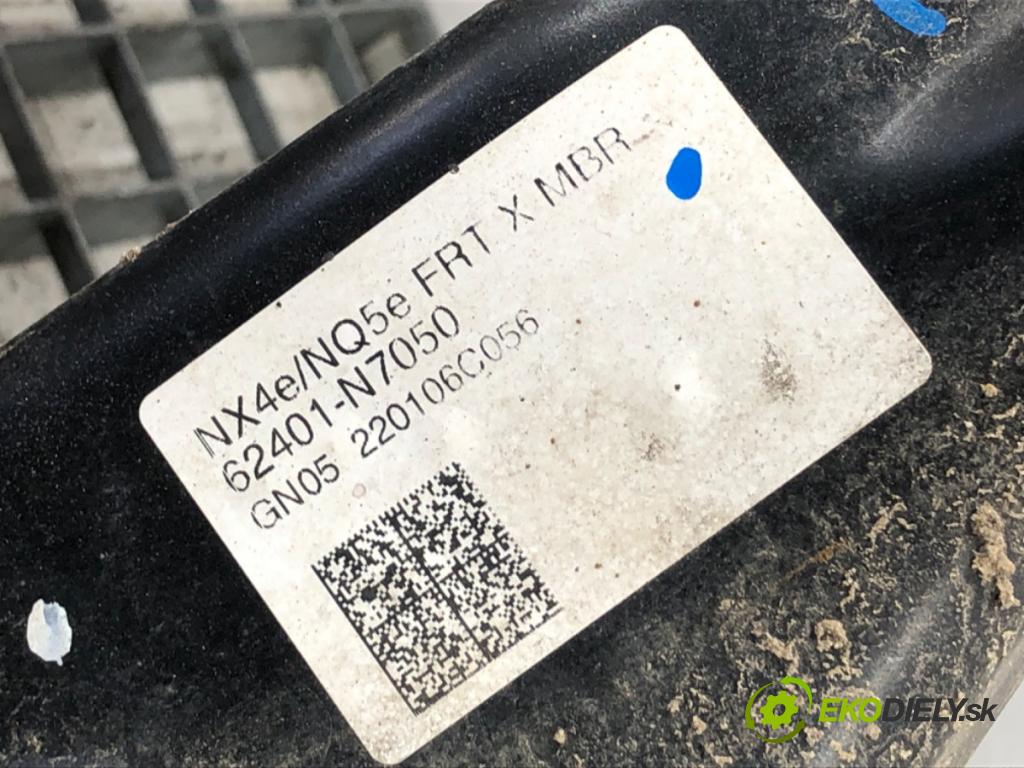 NX4e/NQ5e FRT X MBR
62401-N7050
GN05 220106C056
EKODIELY.sk